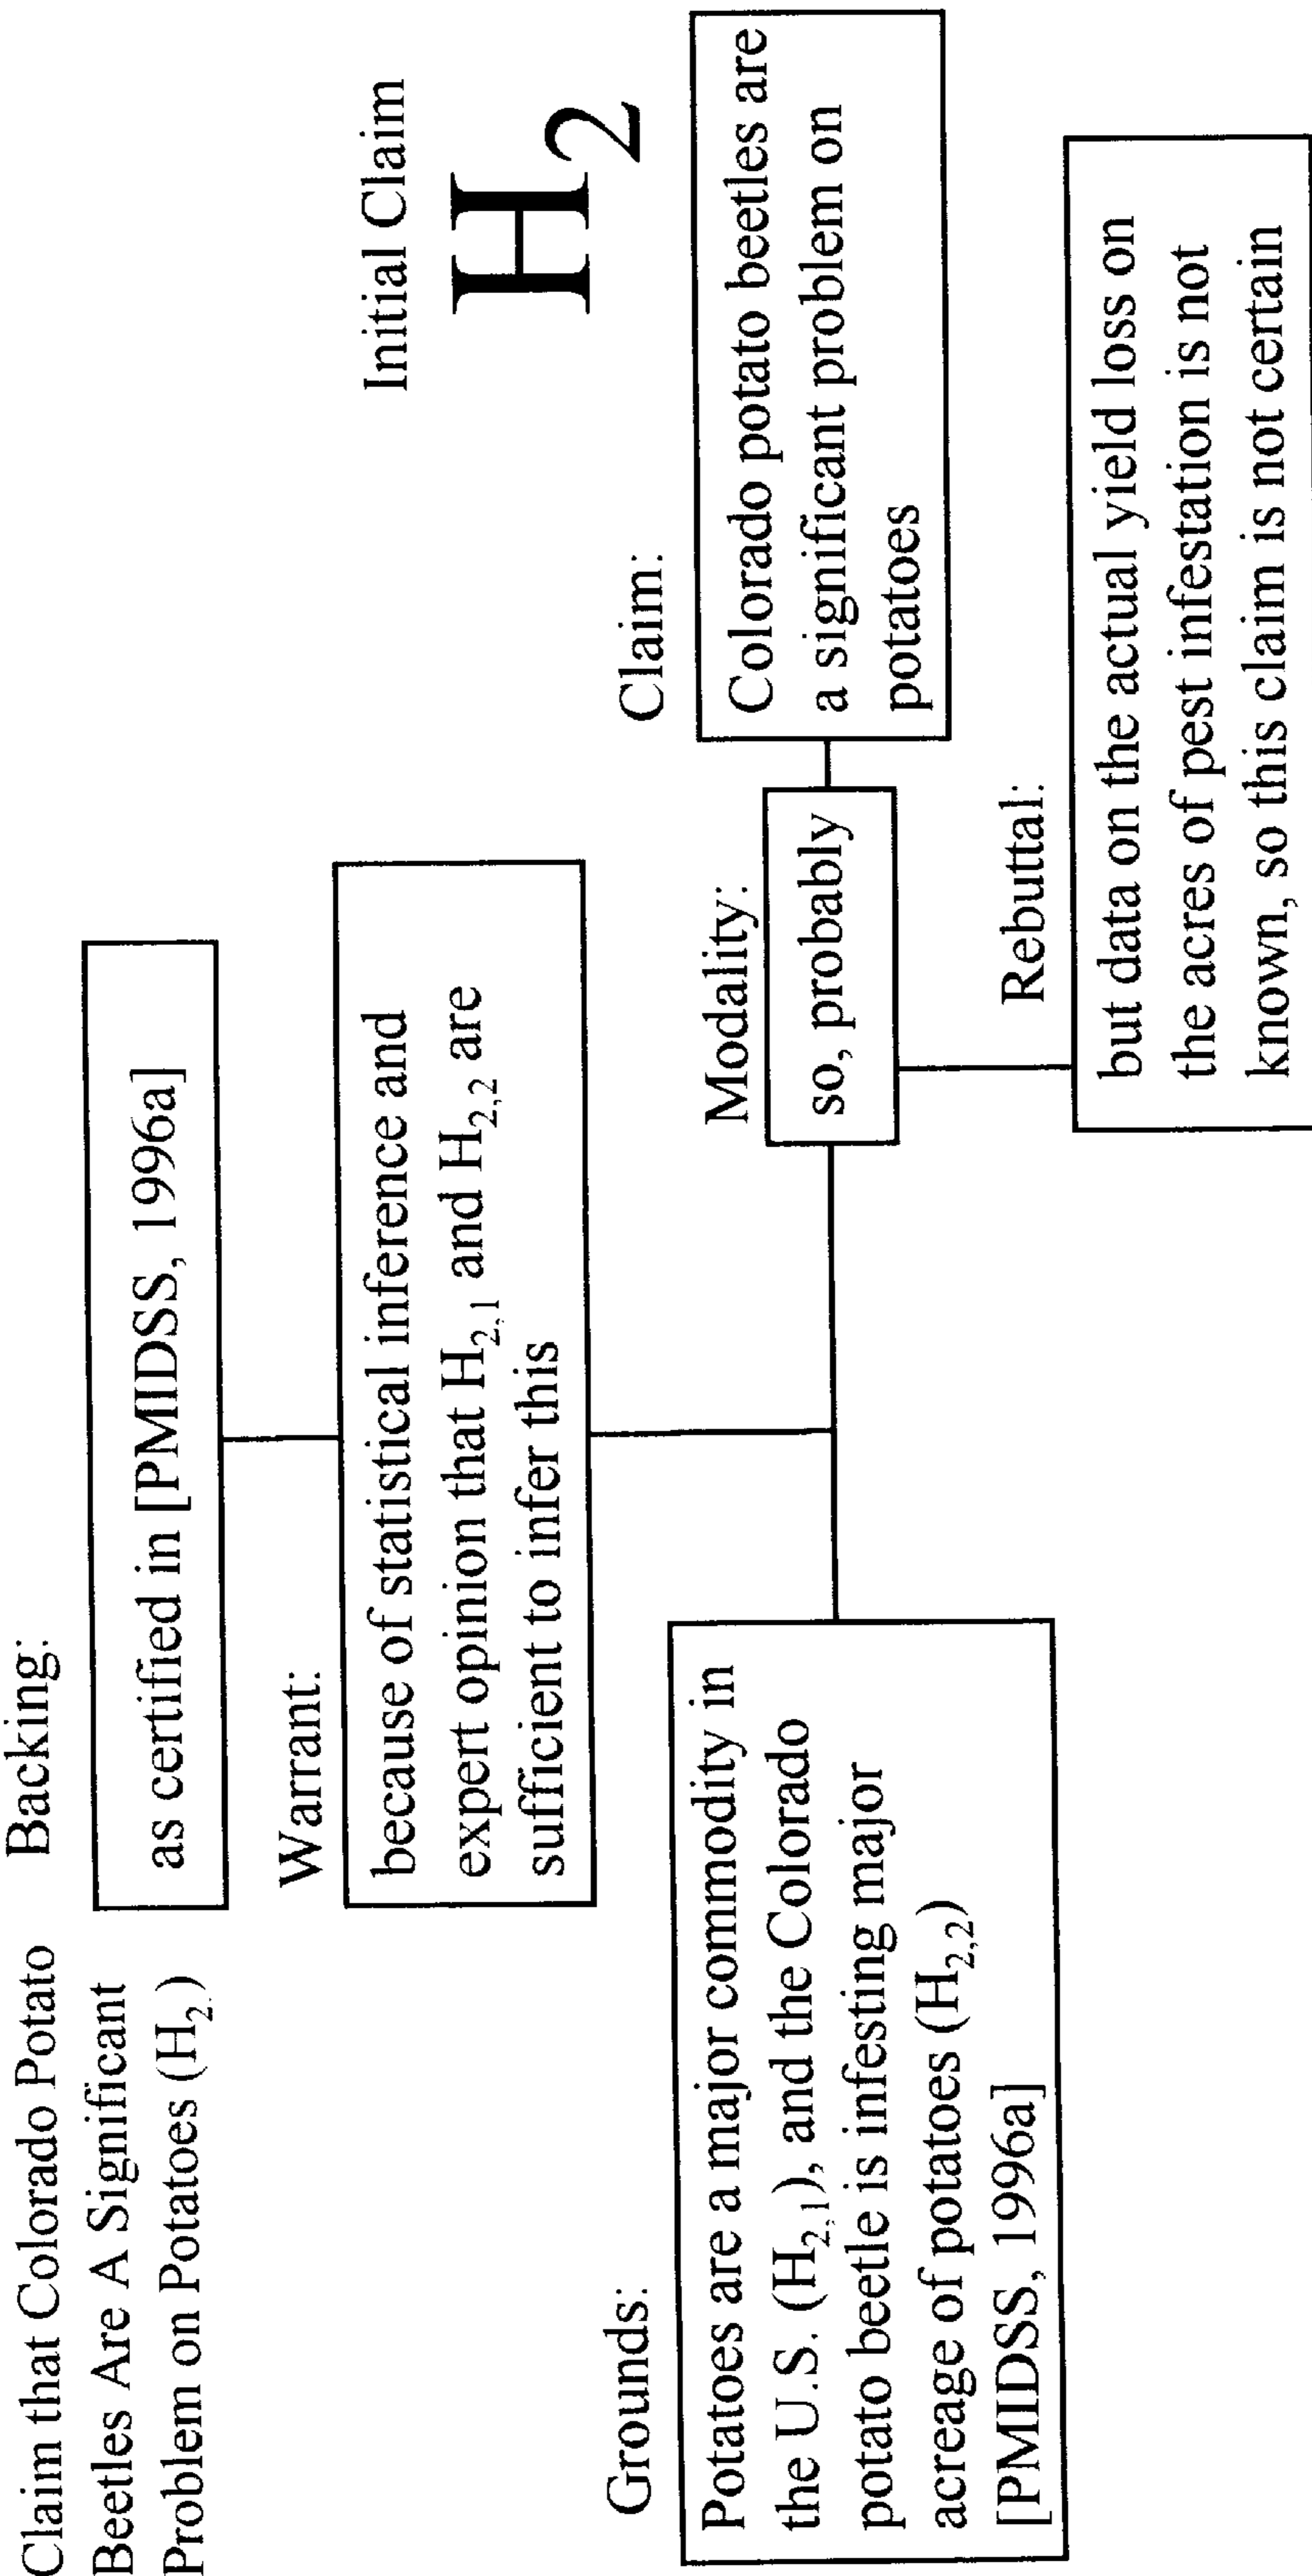 Claim that Colorado Potato
Beetles Are A Significant
Problem on Potatoes (H₂)
Backing:
as certified in [PMIDSS, 1996a]
Warrant:
because of statistical inference and
expert opinion that H₂,₁ and H₂,₂ are
sufficient to infer this
Initial Claim
H₂
Grounds:
Potatoes are a major commodity in
the U.S. (H₂,₁), and the Colorado
potato beetle is infesting major
acreage of potatoes (H₂,₂)
[PMIDSS, 1996a]
Modality:
so, probably
Claim:
Colorado potato beetles are
a significant problem on
potatoes
Rebuttal:
but data on the actual yield loss on
the acres of pest infestation is not
known, so this claim is not certain